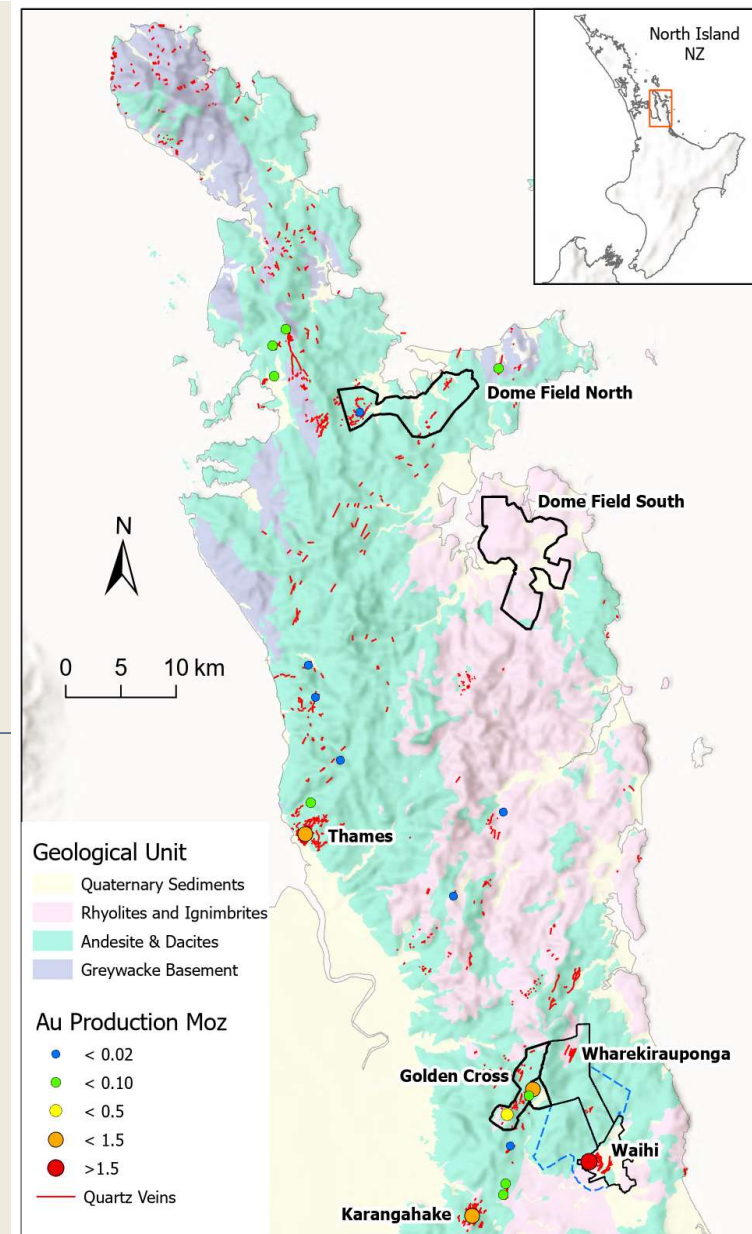 North Island
NZ
Dome Field North
Dome Field South
N
0 5 10 km
Thames
Geological Unit
Quaternary Sediments
Rhyolites and Ignimbrites
Andesite & Dacites
Greywacke Basement
Au Production Moz
< 0.02
< 0.10
< 0.5
< 1.5
>1.5
Quartz Veins
Wharekirauponga
Golden Cross
Waihi
Karangahake